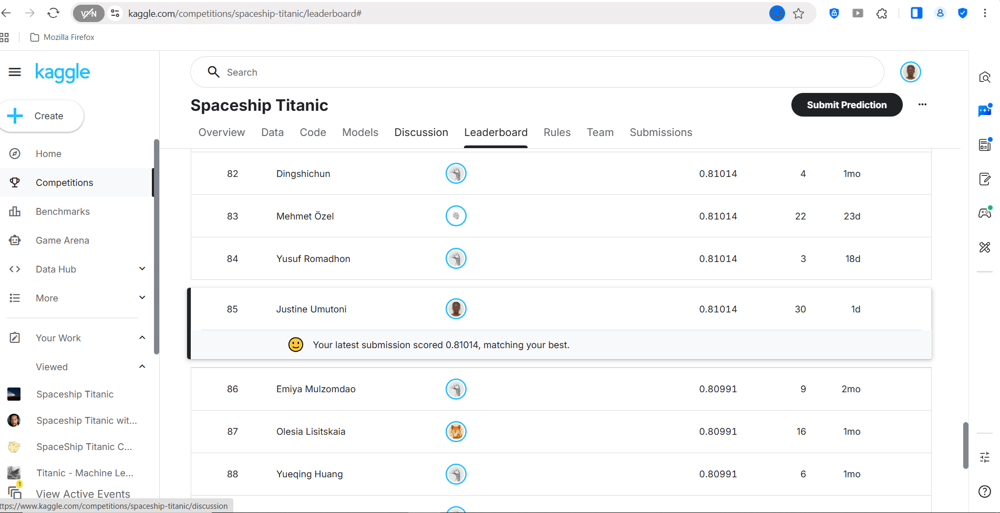 VPN
kaggle.com/competitions/spaceship-titanic/leaderboard#
Mozilla Firefox
kaggle
Search
Create
Spaceship Titanic
Submit Prediction
Overview Data Code Models Discussion Leaderboard Rules Team Submissions
Home
Competitions
Benchmarks
Game Arena
Data Hub
More
Your Work
Viewed
Spaceship Titanic
Spaceship Titanic wit...
SpaceShip Titanic C...
Titanic - Machine Le...
1
View Active Events
82 Dingshichun 0.81014 4 1mo
83 Mehmet Özel 0.81014 22 23d
84 Yusuf Romadhon 0.81014 3 18d
85 Justine Umutoni 0.81014 30 1d
Your latest submission scored 0.81014, matching your best.
86 Emiya Mulzomdao 0.80991 9 2mo
87 Olesia Lisitskaia 0.80991 16 1mo
88 Yueqing Huang 0.80991 6 1mo
ttps://www.kaggle.com/competitions/spaceship-titanic/discussion